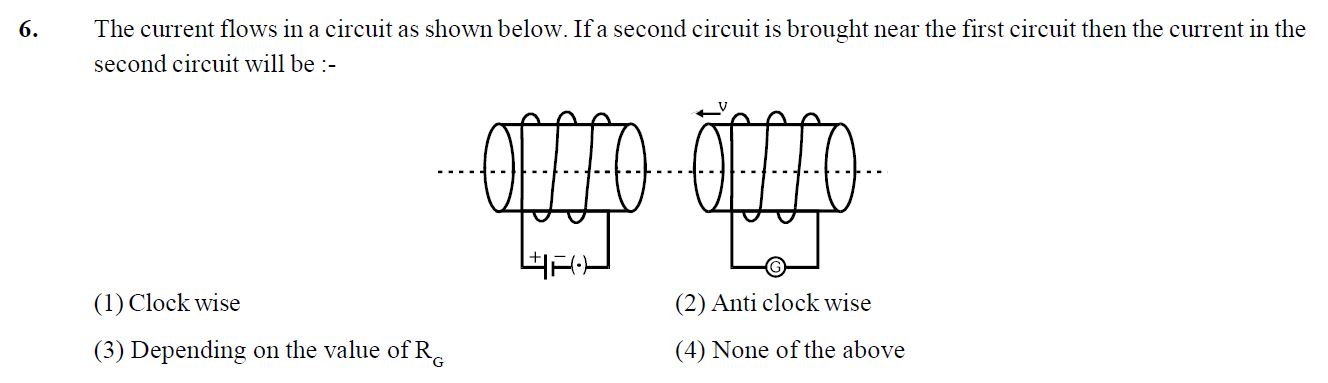 6. The current flows in a circuit as shown below. If a second circuit is brought near the first circuit then the current in the
second circuit will be :-
v
+ − (·)
G
(1) Clock wise (2) Anti clock wise
(3) Depending on the value of R_G (4) None of the above